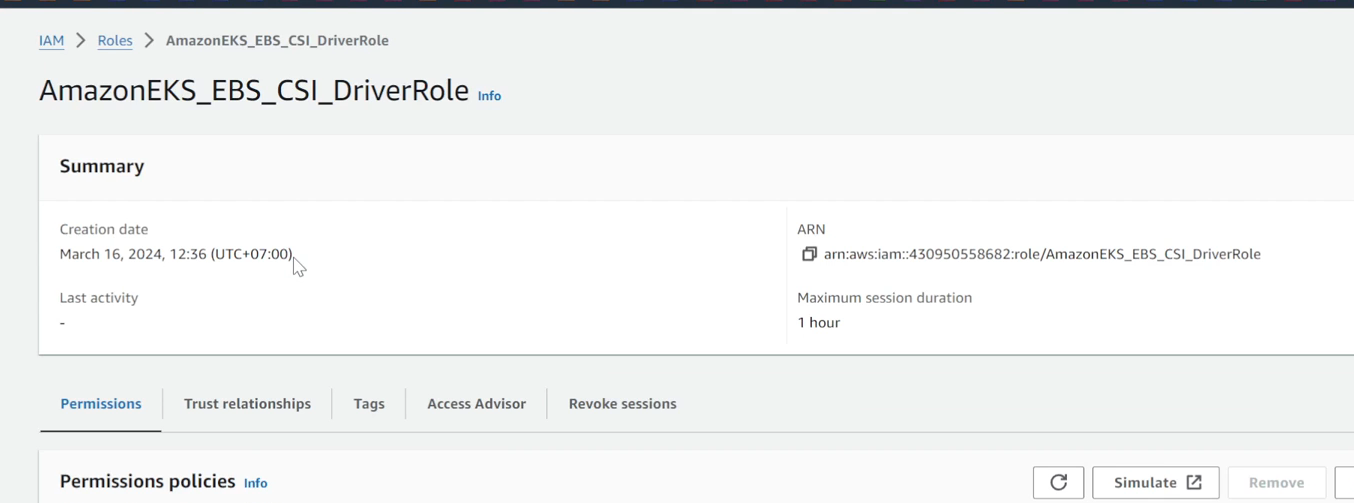 IAM > Roles > AmazonEKS_EBS_CSI_DriverRole
AmazonEKS_EBS_CSI_DriverRole Info
Summary
Creation date
March 16, 2024, 12:36 (UTC+07:00)
ARN
arn:aws:iam::430950558682:role/AmazonEKS_EBS_CSI_DriverRole
Last activity
-
Maximum session duration
1 hour
Permissions Trust relationships Tags Access Advisor Revoke sessions
Permissions policies Info Simulate Remove